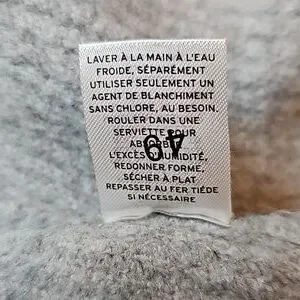 LAVER À LA MAIN À L'EAU
FROIDE, SÉPARÉMENT
UTILISER SEULEMENT UN
AGENT DE BLANCHIMENT
SANS CHLORE, AU BESOIN.
ROULER DANS UNE
SERVIETTE POUR
ABSORBER
L'EXCÈS D'HUMIDITÉ,
REDONNER FORME,
SÉCHER À PLAT
REPASSER AU FER TIÉDE
SI NÉCESSAIRE